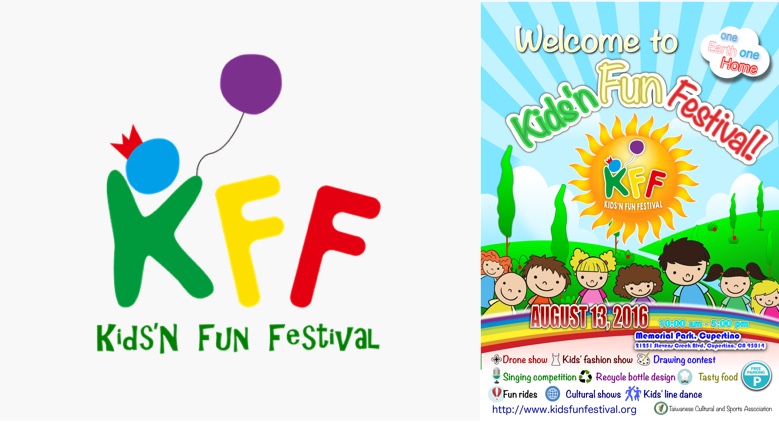 KFF
KIDS'N FUN FESTIVAL
Welcome to
one
Earth one
Home
Kids'n Fun Festival!
KFF
KIDS'N FUN FESTIVAL
AUGUST 13, 2016 10:00 am - 5:00 pm
Memorial Park, Cupertino
21251 Stevens Creek Blvd. Cupertino, CA 95014
Drone show Kids' fashion show Drawing contest
Singing competition Recycle bottle design Tasty food
FREE PARKING
P
Fun rides Cultural shows Kids' line dance
http://www.kidsfunfestival.org Taiwanese Cultural and Sports Association